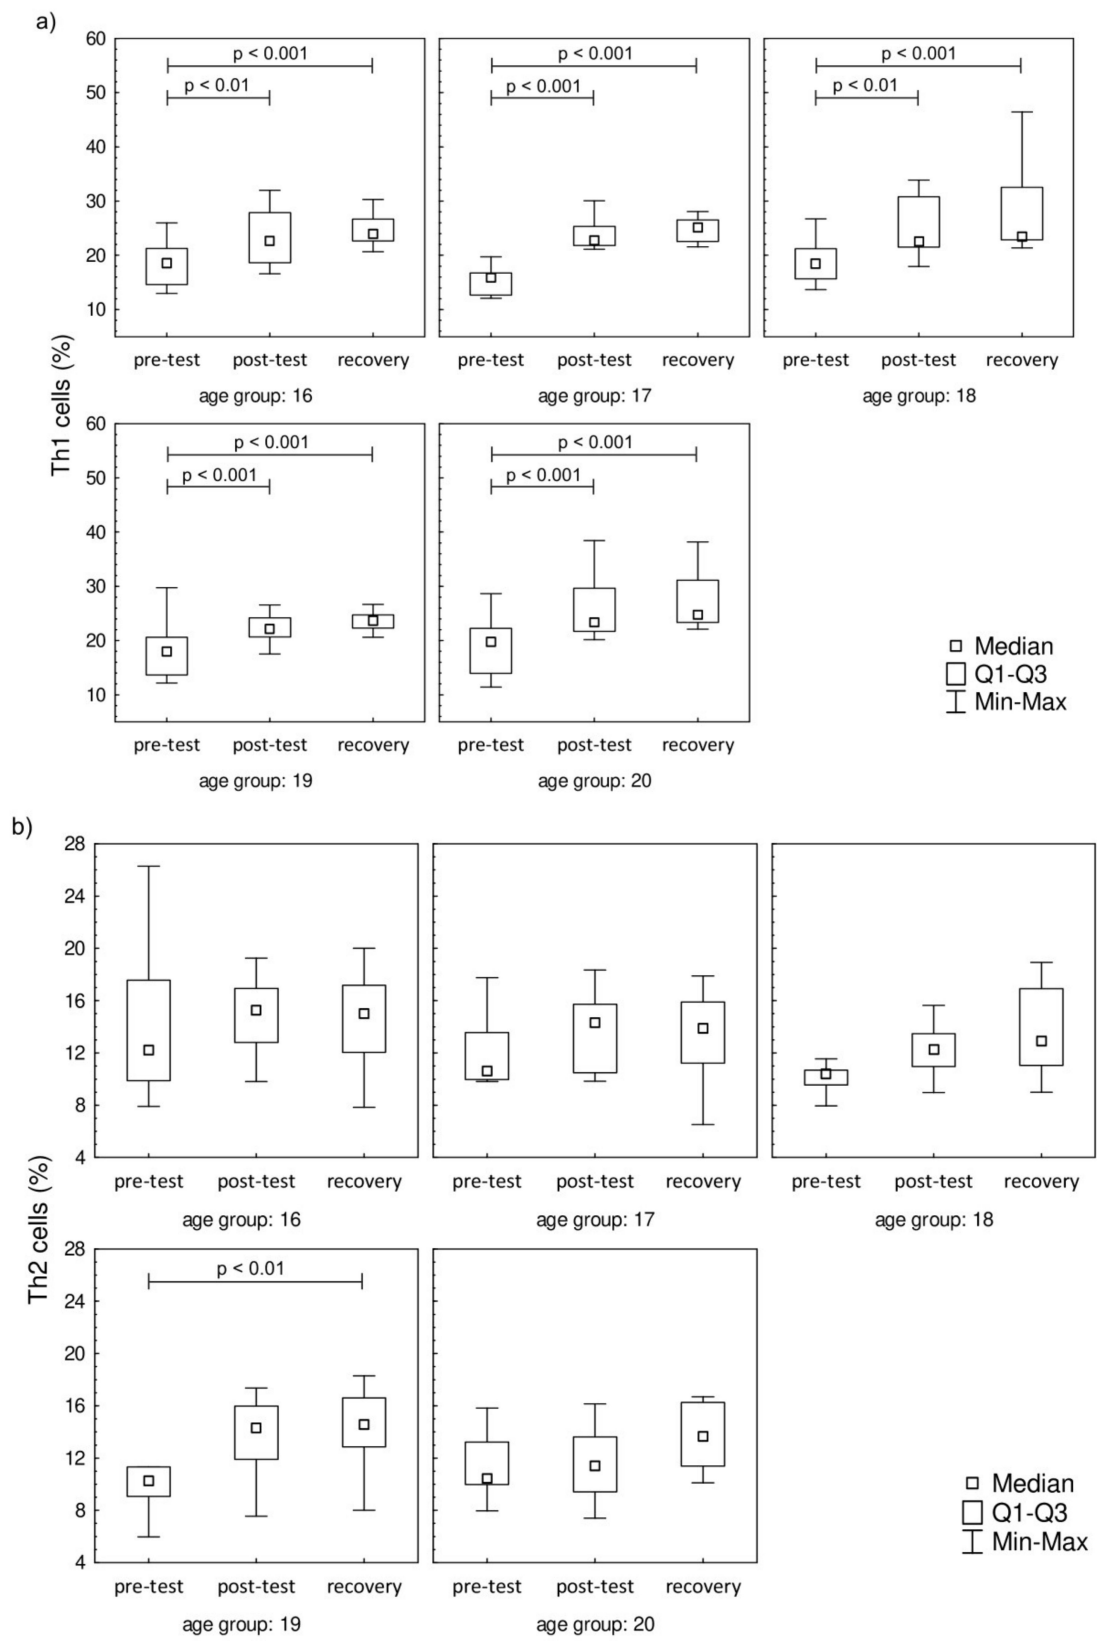 a)
Th1 cells (%)
60
50
40
30
20
10
p < 0.001
p < 0.01
pre-test post-test recovery
age group: 16
p < 0.001
p < 0.001
pre-test post-test recovery
age group: 17
p < 0.001
p < 0.01
pre-test post-test recovery
age group: 18
60
50
40
30
20
10
p < 0.001
p < 0.001
pre-test post-test recovery
age group: 19
p < 0.001
p < 0.001
pre-test post-test recovery
age group: 20
Median
Q1-Q3
Min-Max
b)
Th2 cells (%)
28
24
20
16
12
8
4
pre-test post-test recovery
age group: 16
pre-test post-test recovery
age group: 17
pre-test post-test recovery
age group: 18
28
24
20
16
12
8
4
p < 0.01
pre-test post-test recovery
age group: 19
pre-test post-test recovery
age group: 20
Median
Q1-Q3
Min-Max